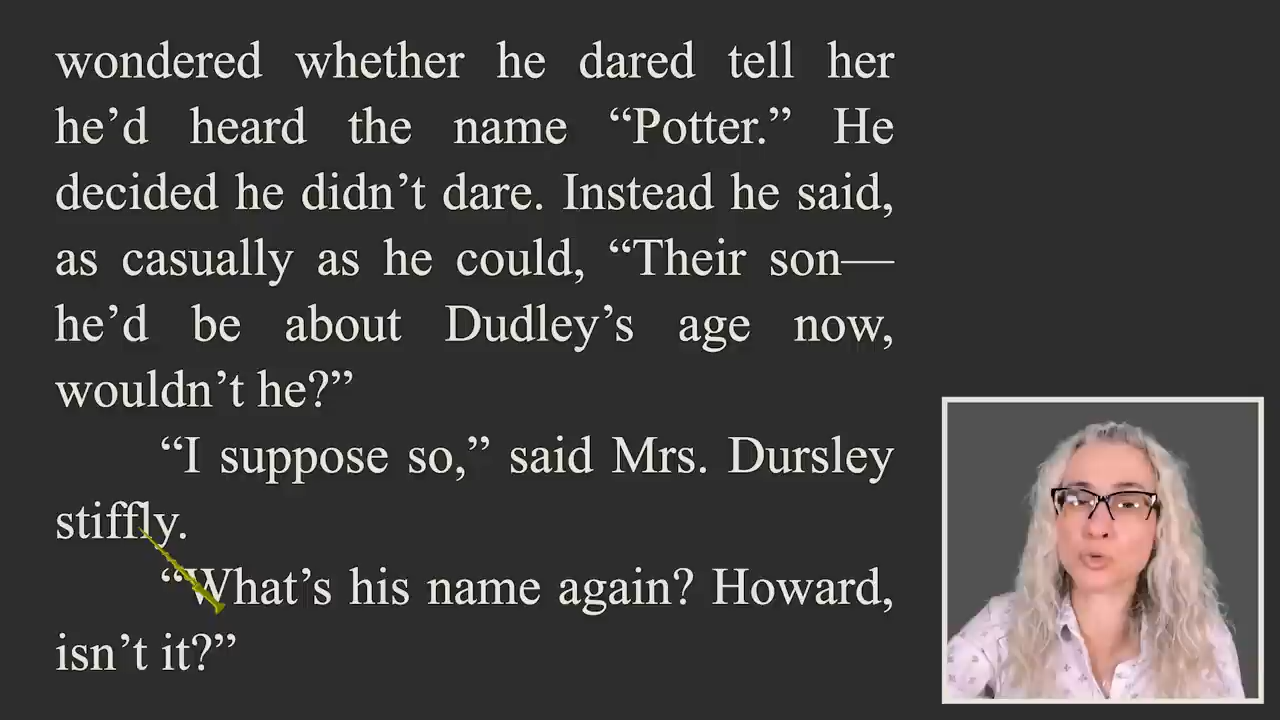 wondered whether he dared tell her
he’d heard the name “Potter.” He
decided he didn’t dare. Instead he said,
as casually as he could, “Their son—
he’d be about Dudley’s age now,
wouldn’t he?”
“I suppose so,” said Mrs. Dursley
stiffly.
“What’s his name again? Howard,
isn’t it?”